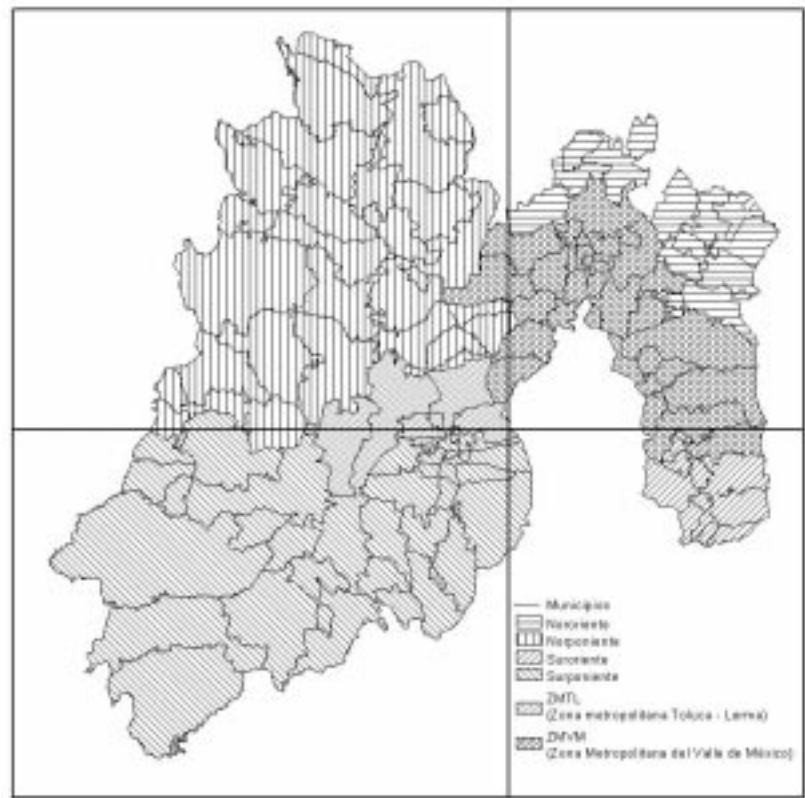 Municipios
Nororiente
Norponiente
Suroriente
Surponiente
ZMTL
(Zona metropolitana Toluca - Lerma)
ZMVM
(Zona Metropolitana del Valle de México)